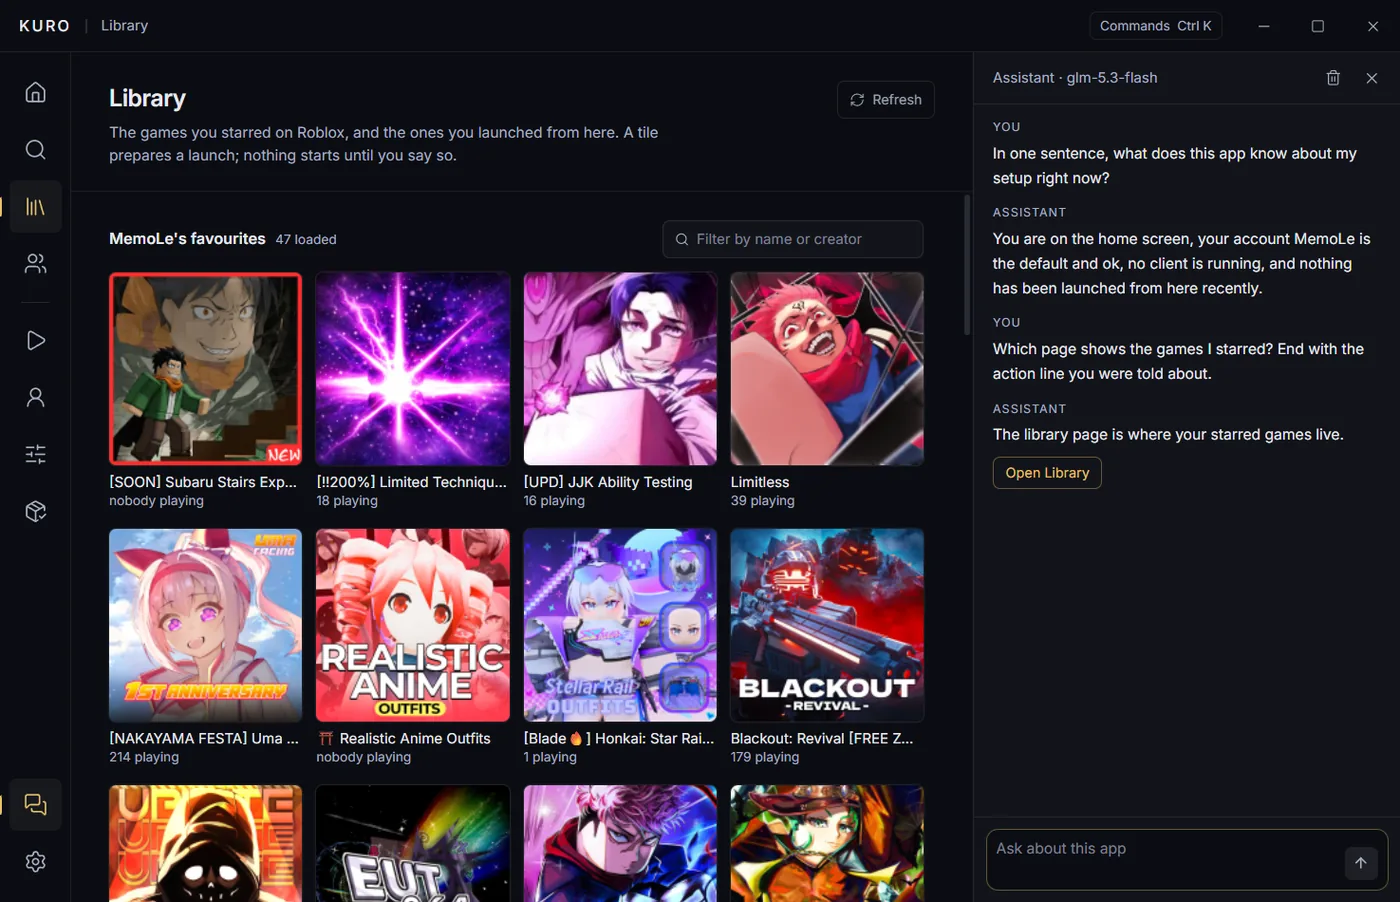 KURO
Library
Commands Ctrl K
Library
Refresh
The games you starred on Roblox, and the ones you launched from here. A tile
prepares a launch; nothing starts until you say so.
MemoLe's favourites 47 loaded
Filter by name or creator
NEW
[SOON] Subaru Stairs Exp...
nobody playing
[!!200%] Limited Techniqu...
18 playing
[UPD] JJK Ability Testing
16 playing
Limitless
39 playing
UMA
RACING
1ST ANNIVERSARY
[NAKAYAMA FESTA] Uma ...
214 playing
REALISTIC
ANIME
OUTFITS
⛩️ Realistic Anime Outfits
nobody playing
StellarRail
OUTFITS
[Blade🔥] Honkai: Star Rai...
1 playing
BLACKOUT
-REVIVAL-
Blackout: Revival [FREE Z...
179 playing
EUT
Assistant · glm-5.3-flash
YOU
In one sentence, what does this app know about my
setup right now?
ASSISTANT
You are on the home screen, your account MemoLe is
the default and ok, no client is running, and nothing
has been launched from here recently.
YOU
Which page shows the games I starred? End with the
action line you were told about.
ASSISTANT
The library page is where your starred games live.
Open Library
Ask about this app